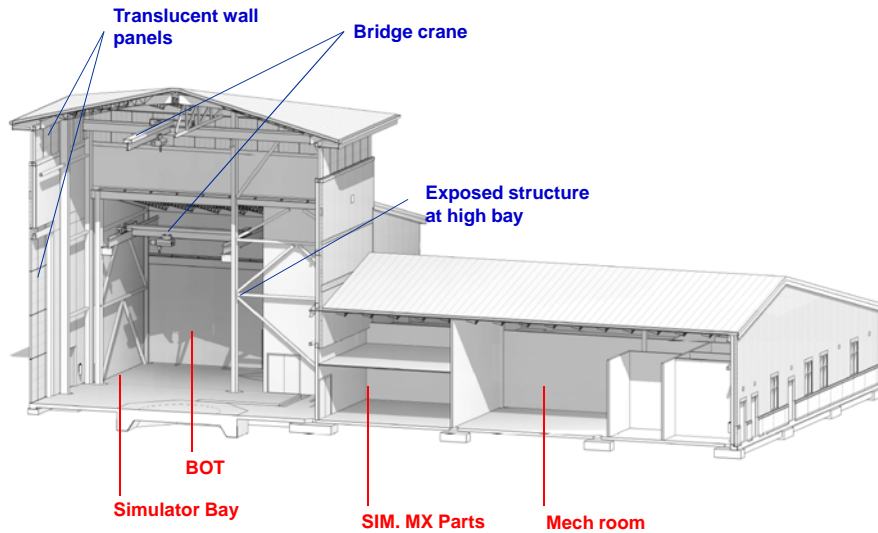 Translucent wall
panels
Bridge crane
Exposed structure
at high bay
BOT
Simulator Bay
SIM. MX Parts
Mech room